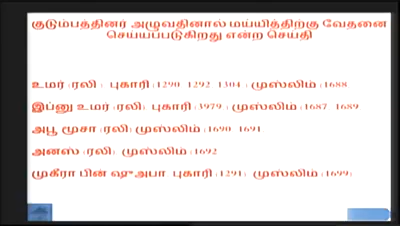 குடும்பத்தினர் அழுவதினால் மய்யித்திற்கு வேதனை
செய்யப்படுகிறது என்ற செய்தி
உமர் (ரலி) புகாரி (1290 1292 1304) முஸ்லிம் (1688
இப்னு உமர் (ரலி) புகாரி (3979) முஸ்லிம் (1687 1689
அபூ மூசா (ரலி) முஸ்லிம் (1690 1691
அனஸ் (ரலி) முஸ்லிம் (1692
முகீரா பின் ஷுஅபா புகாரி (1291) முஸ்லிம் (1699)